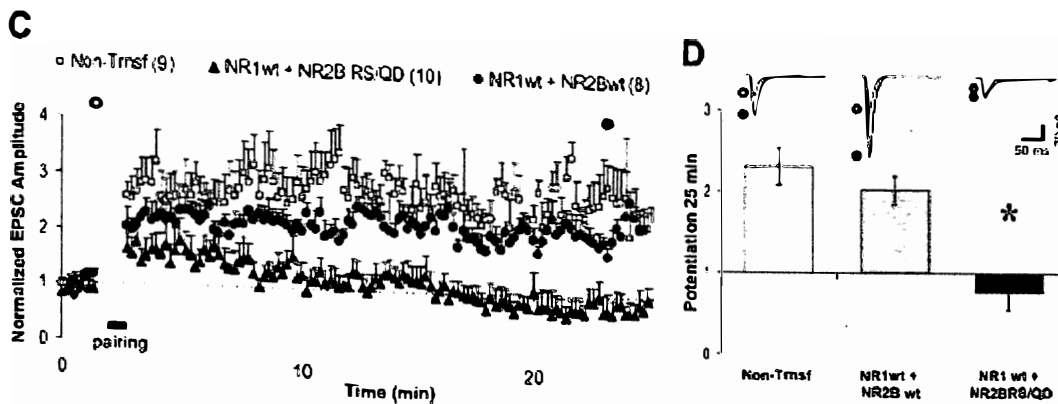 C
Non-Trnsf (9)
NR1wt + NR2B RS/QD (10)
NR1wt + NR2Bwt (8)
Normalized EPSC Amplitude
4
3
2
1
0
pairing
0
10
20
Time (min)
D
Potentiation 25 min
3
2
1
0
50 ms
*
Non-Trnsf
NR1wt +
NR2B wt
NR1 wt +
NR2BRS/QD